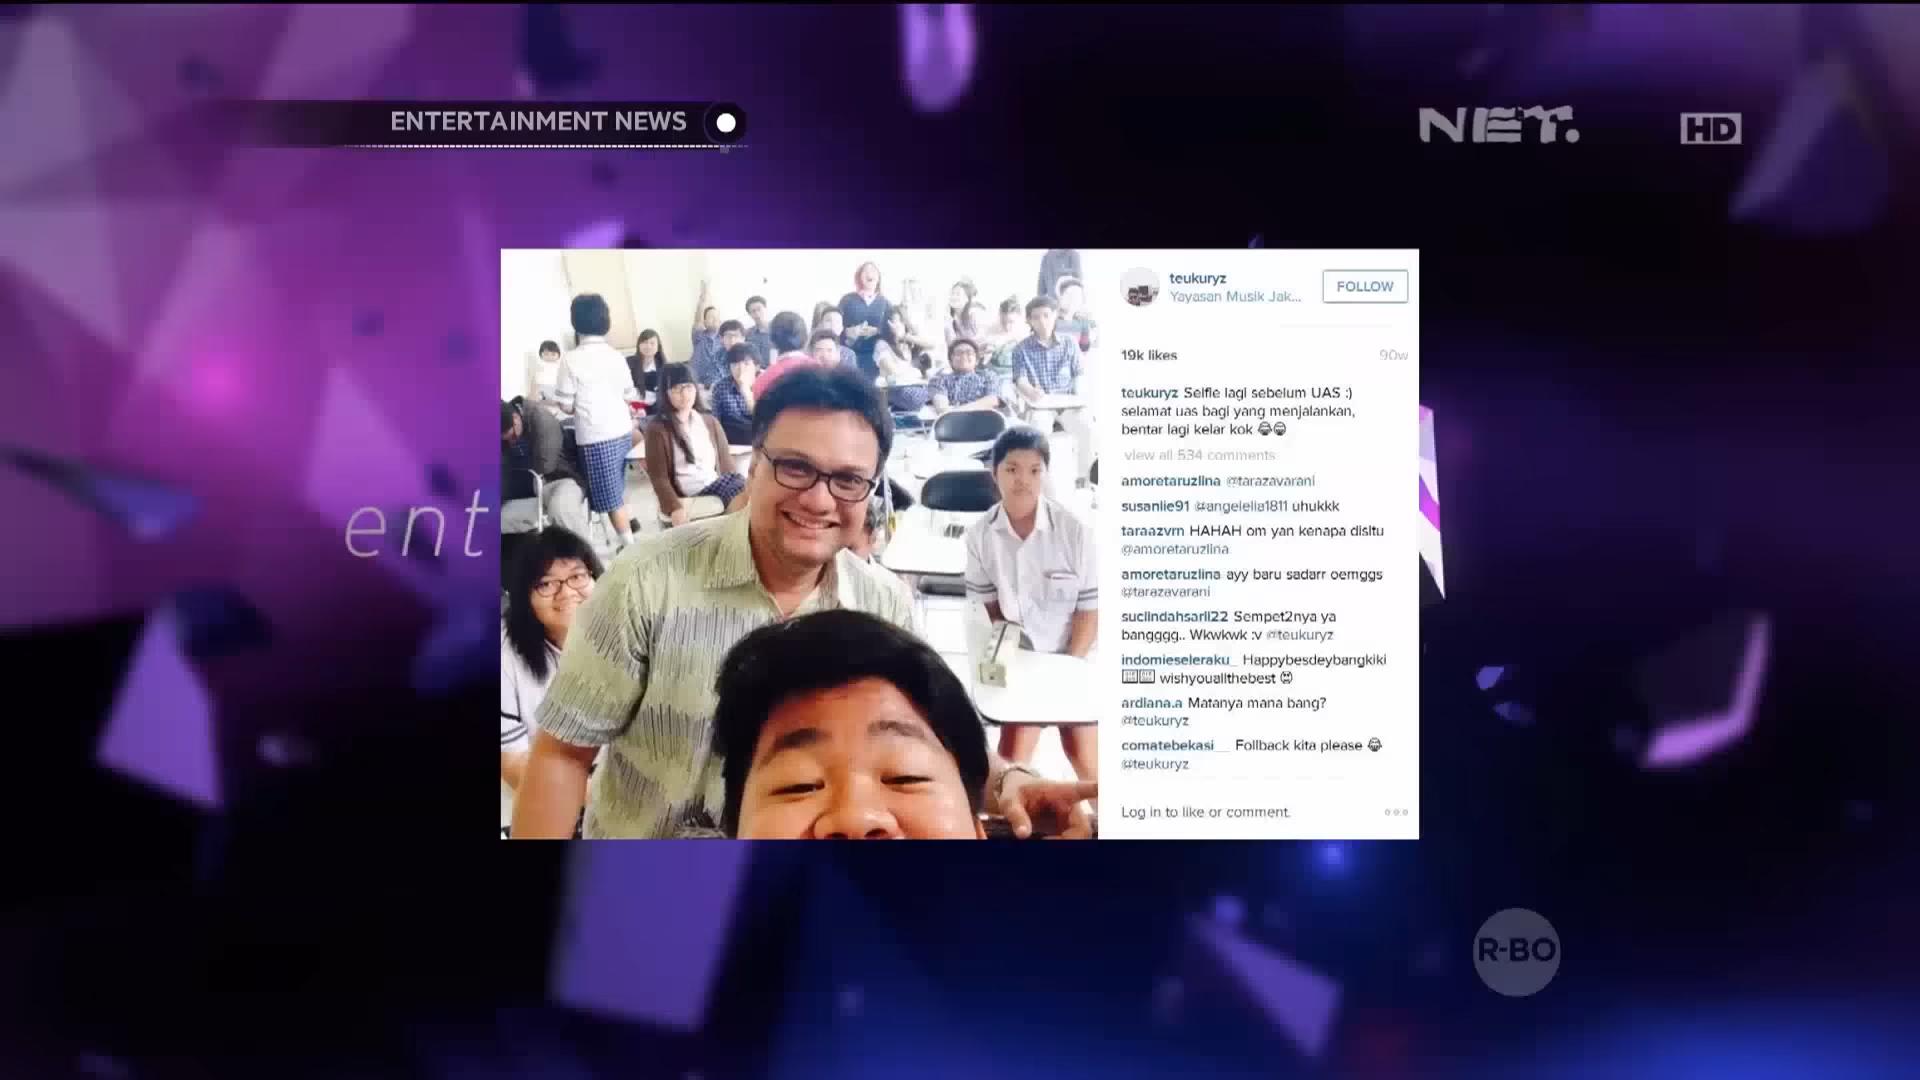 ENTERTAINMENT NEWS
NET.
HD
ent
teukuryz
Yayasan Musik Jak...
FOLLOW
19k likes
90w
teukuryz Selfie lagi sebelum UAS :)
selamat uas bagi yang menjalankan,
bentar lagi kelar kok 😂😁
view all 534 comments
amoretaruzlina @tarazavarani
susanlie91 @angelelia1811 uhukkk
taraazvrn HAHAH om yan kenapa disitu
@amoretaruzlina
amoretaruzlina ayy baru sadarr oemggs
@tarazavarani
suciindahsarii22 Sempet2nya ya
bangggg.. Wkwkwk :v @teukuryz
indomieseleraku_ Happybesdeybangkiki
wishyouallthebest
ardiana.a Matanya mana bang?
@teukuryz
comatebekasi__ Follback kita please 😂
@teukuryz
Log in to like or comment.
R-BO